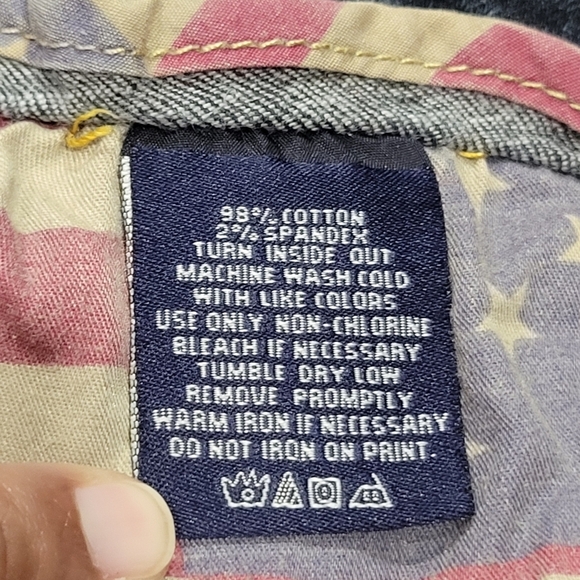 98% COTTON
2% SPANDEX
TURN INSIDE OUT
MACHINE WASH COLD
WITH LIKE COLORS
USE ONLY NON-CHLORINE
BLEACH IF NECESSARY
TUMBLE DRY LOW
REMOVE PROMPTLY
WARM IRON IF NECESSARY
DO NOT IRON ON PRINT.